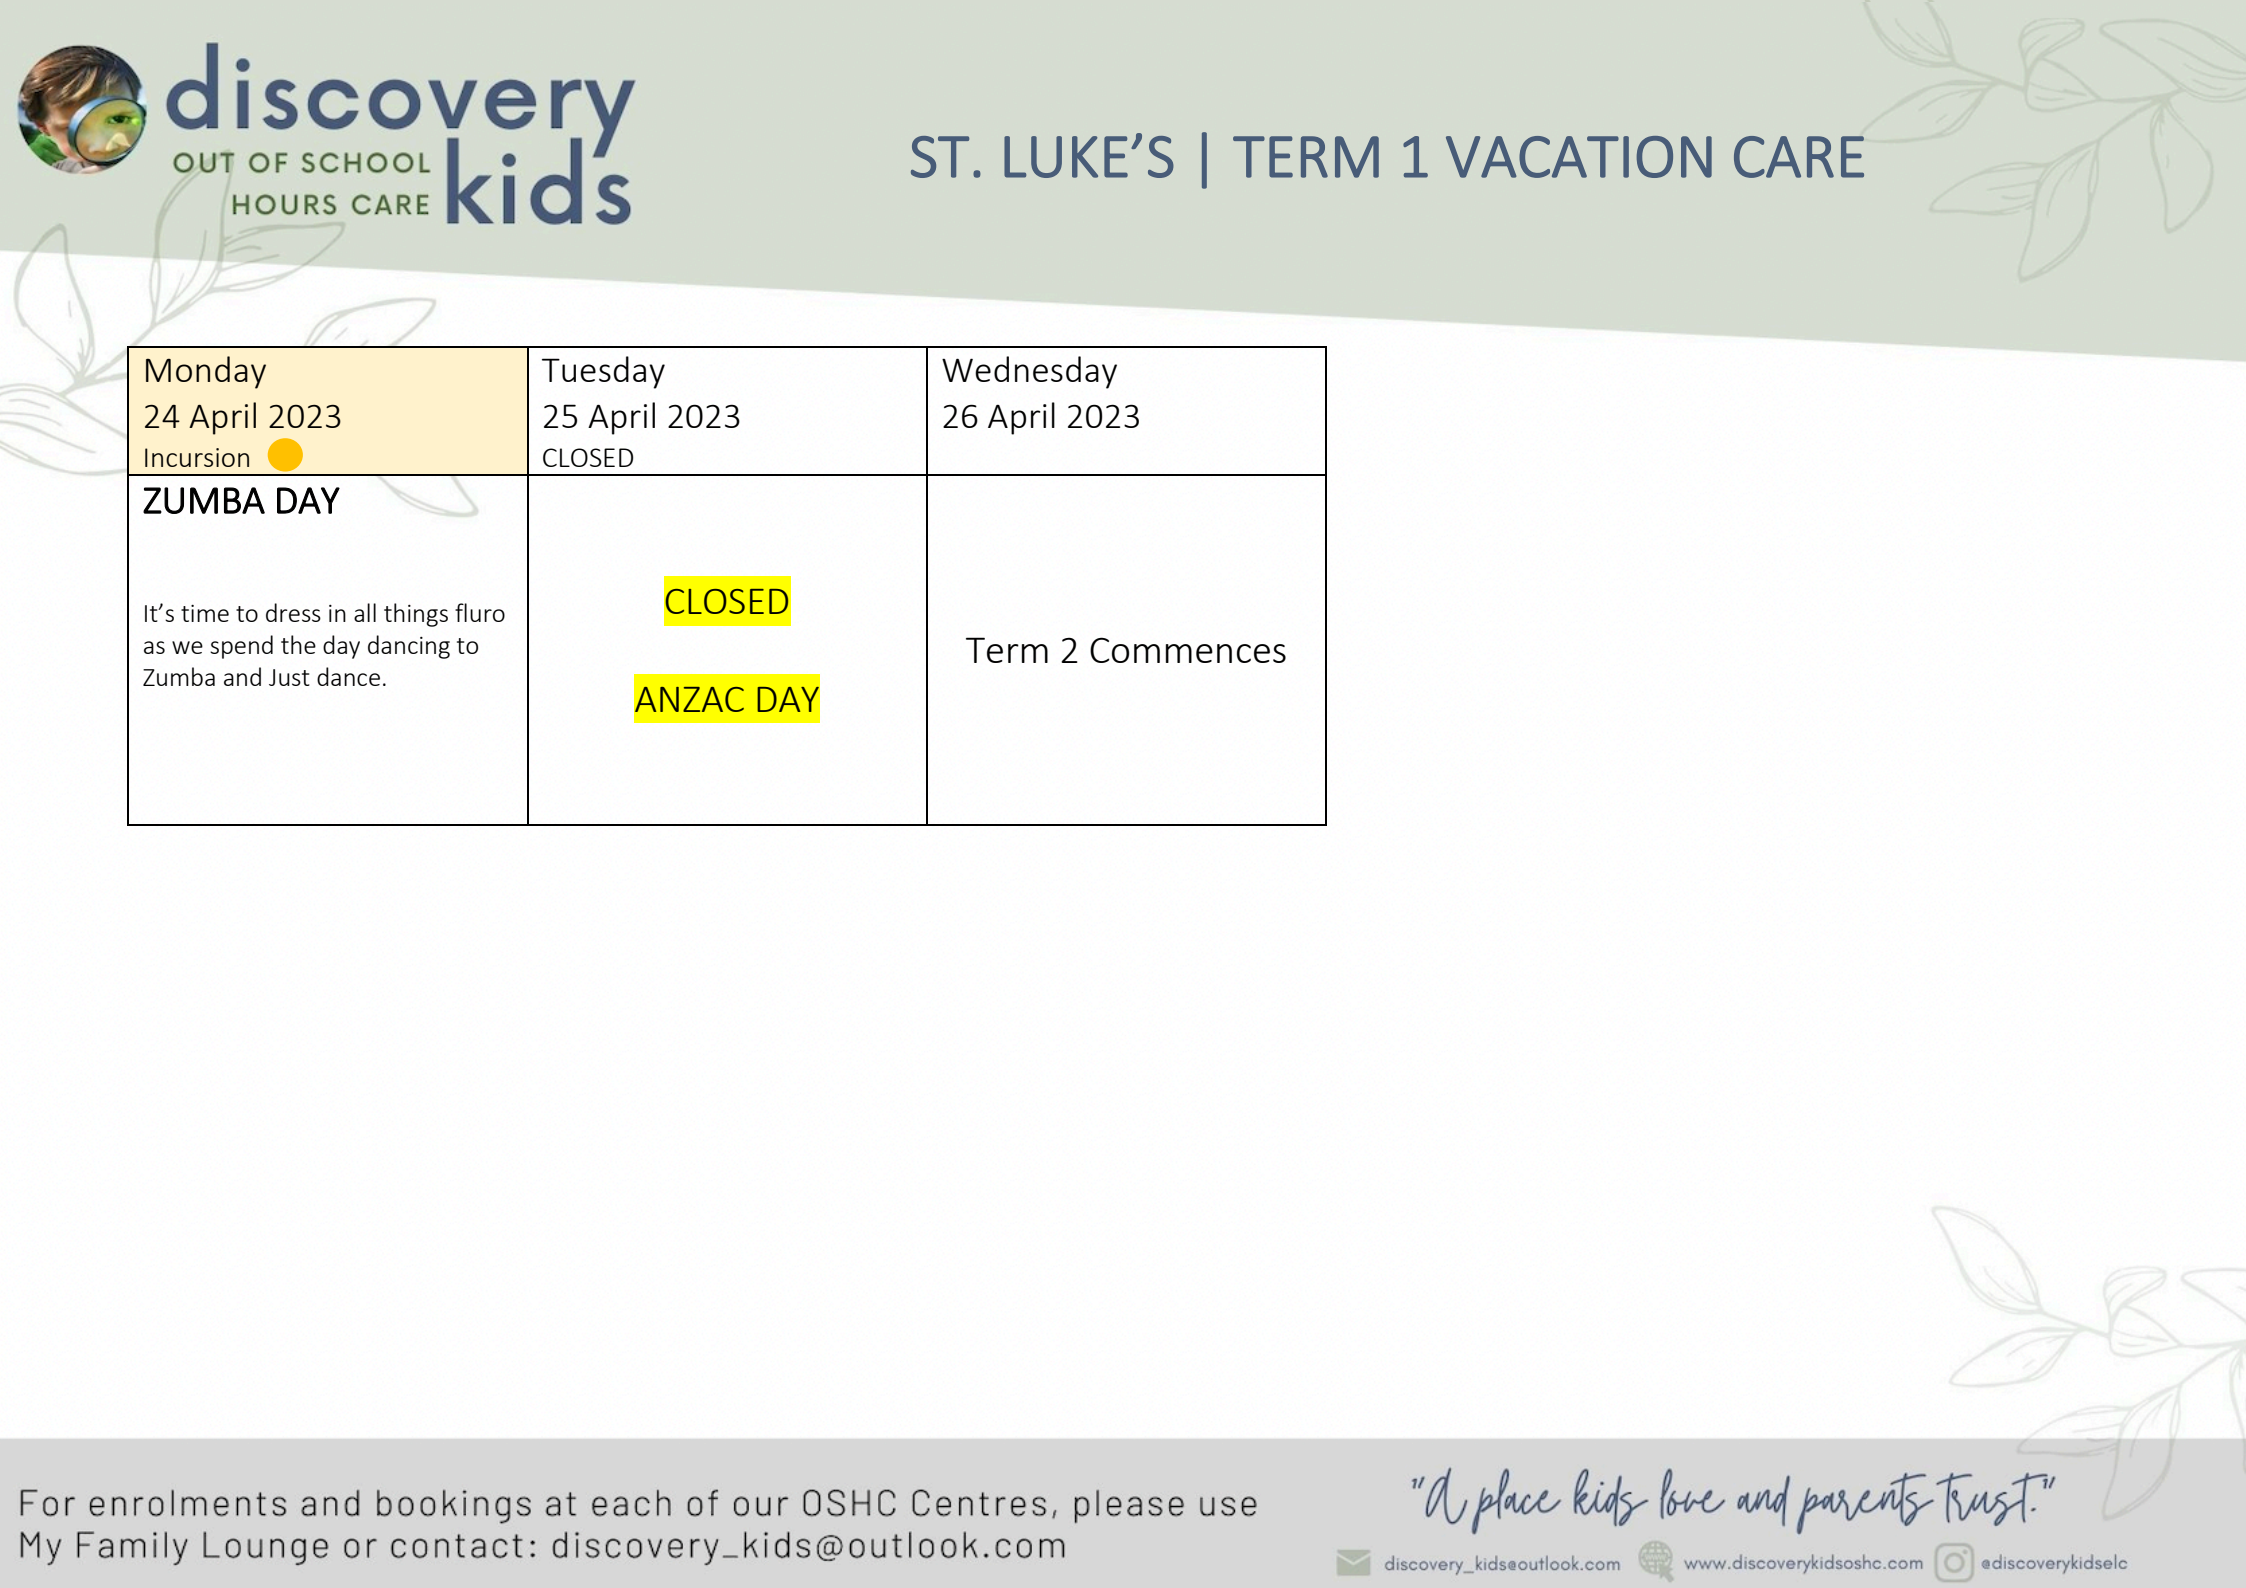 discovery
OUT OF SCHOOL
HOURS CARE
kids
ST. LUKE’S | TERM 1 VACATION CARE
Monday
24 April 2023
Incursion
Tuesday
25 April 2023
CLOSED
Wednesday
26 April 2023
ZUMBA DAY
It’s time to dress in all things fluro
as we spend the day dancing to
Zumba and Just dance.
CLOSED
ANZAC DAY
Term 2 Commences
For enrolments and bookings at each of our OSHC Centres, please use
My Family Lounge or contact: discovery_kids@outlook.com
"A place kids love and parents trust."
discovery_kids@outlook.com
www.discoverykidsoshc.com
@discoverykidselc